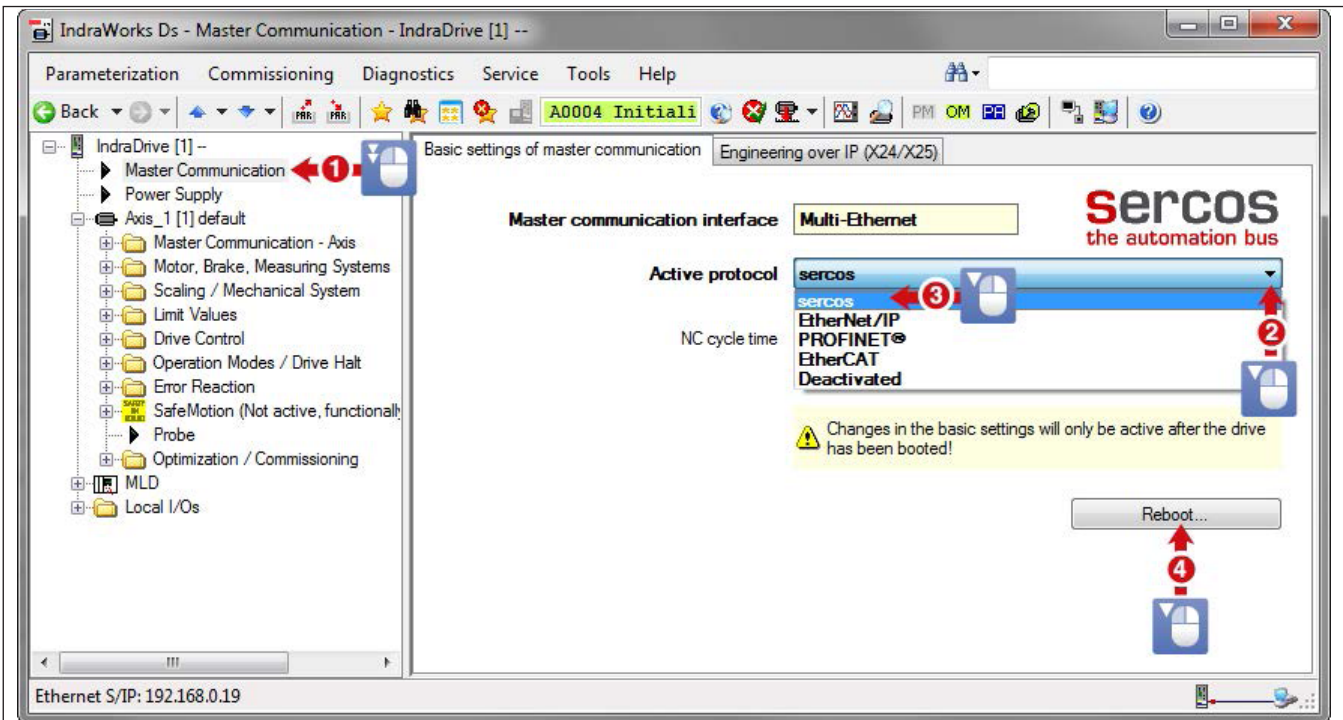 IndraWorks Ds - Master Communication - IndraDrive [1] --
Parameterization Commissioning Diagnostics Service Tools Help
Back PAR PAR A0004 Initiali PM OM
IndraDrive [1] --
Master Communication
1
Power Supply
Axis_1 [1] default
Master Communication - Axis
Motor, Brake, Measuring Systems
Scaling / Mechanical System
Limit Values
Drive Control
Operation Modes / Drive Halt
Error Reaction
SafeMotion (Not active, functionally
Probe
Optimization / Commissioning
MLD
Local I/Os
Basic settings of master communication Engineering over IP (X24/X25)
sercos
the automation bus
Master communication interface Multi-Ethernet
Active protocol sercos
sercos
3
EtherNet/IP
2
NC cycle time PROFINET®
EtherCAT
Deactivated
Changes in the basic settings will only be active after the drive
has been booted!
Reboot...
4
Ethernet S/IP: 192.168.0.19